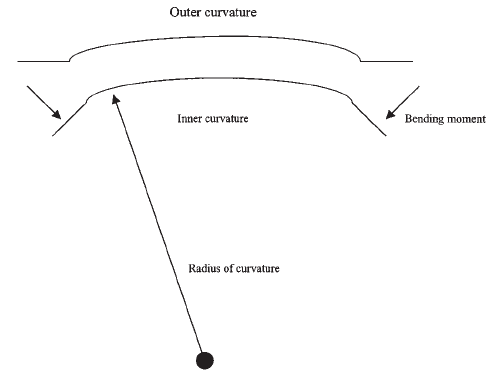 Outer curvature
Inner curvature
Bending moment
Radius of curvature